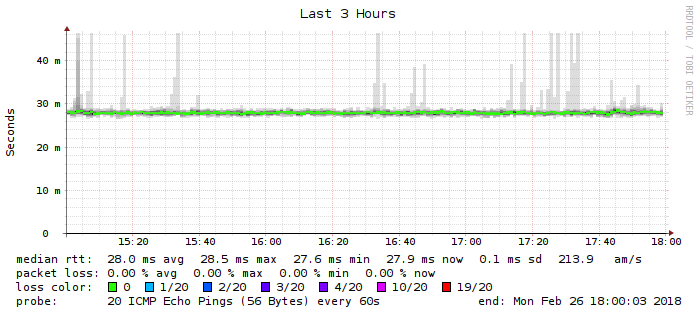 Last 3 Hours
RRDTOOL / TOBI OETIKER
Seconds
40 m
30 m
20 m
10 m
0
15:20 15:40 16:00 16:20 16:40 17:00 17:20 17:40 18:00
median rtt: 28.0 ms avg 28.5 ms max 27.6 ms min 27.9 ms now 0.1 ms sd 213.9 am/s
packet loss: 0.00 % avg 0.00 % max 0.00 % min 0.00 % now
loss color: 0 1/20 2/20 3/20 4/20 10/20 19/20
probe: 20 ICMP Echo Pings (56 Bytes) every 60s end: Mon Feb 26 18:00:03 2018